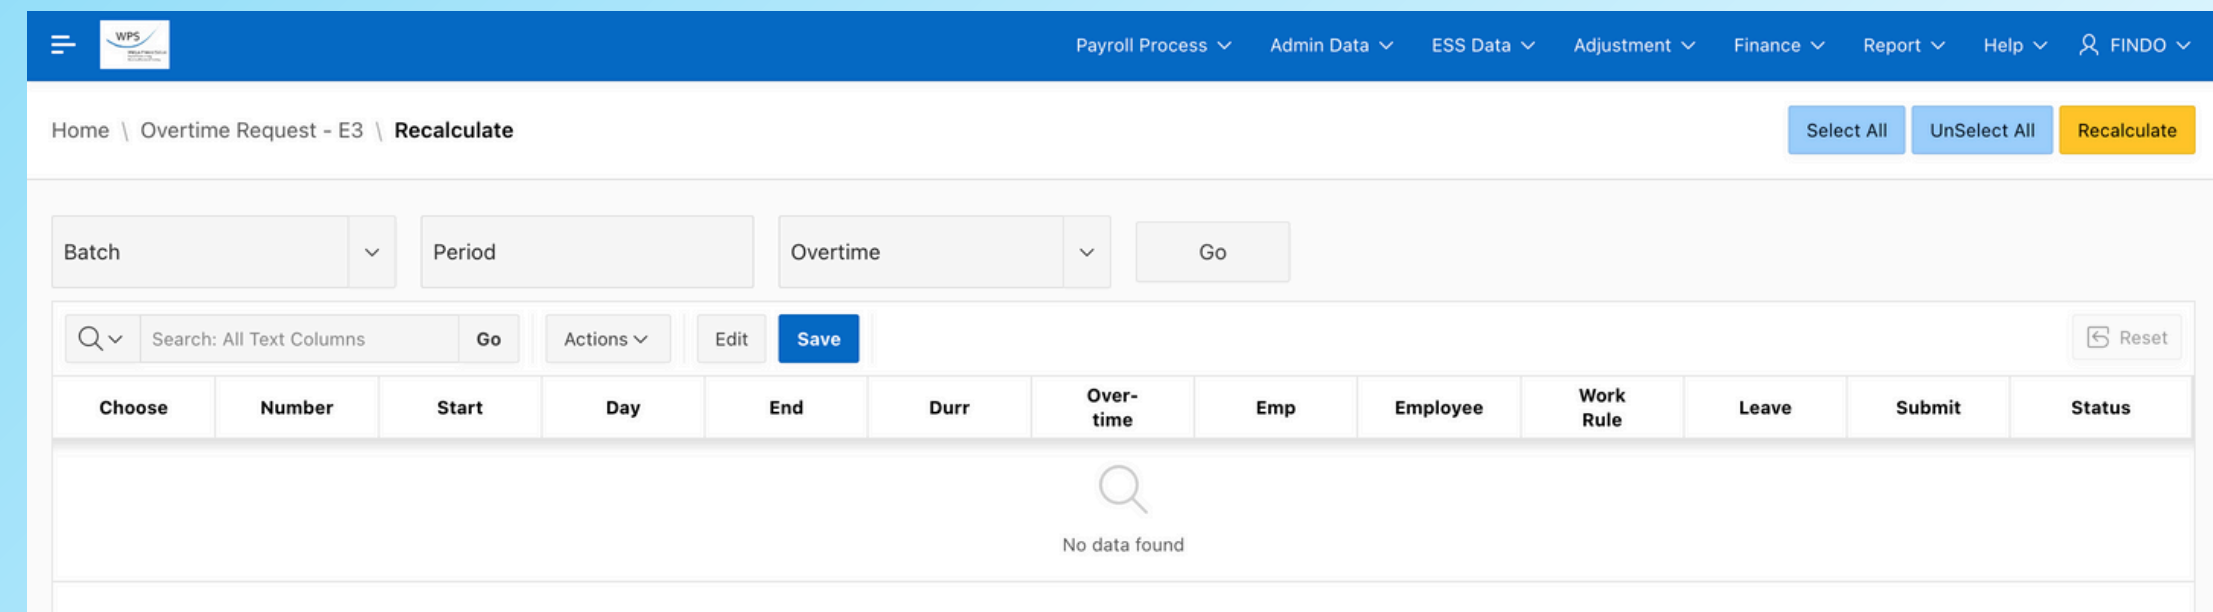 WPS
Payroll Process Admin Data ESS Data Adjustment Finance Report Help FINDO
Home \ Overtime Request - E3 \ Recalculate
Select All UnSelect All Recalculate
Batch Period Overtime Go
Search: All Text Columns Go Actions Edit Save Reset
Choose Number Start Day End Durr Over-
time Emp Employee Work
Rule Leave Submit Status
No data found